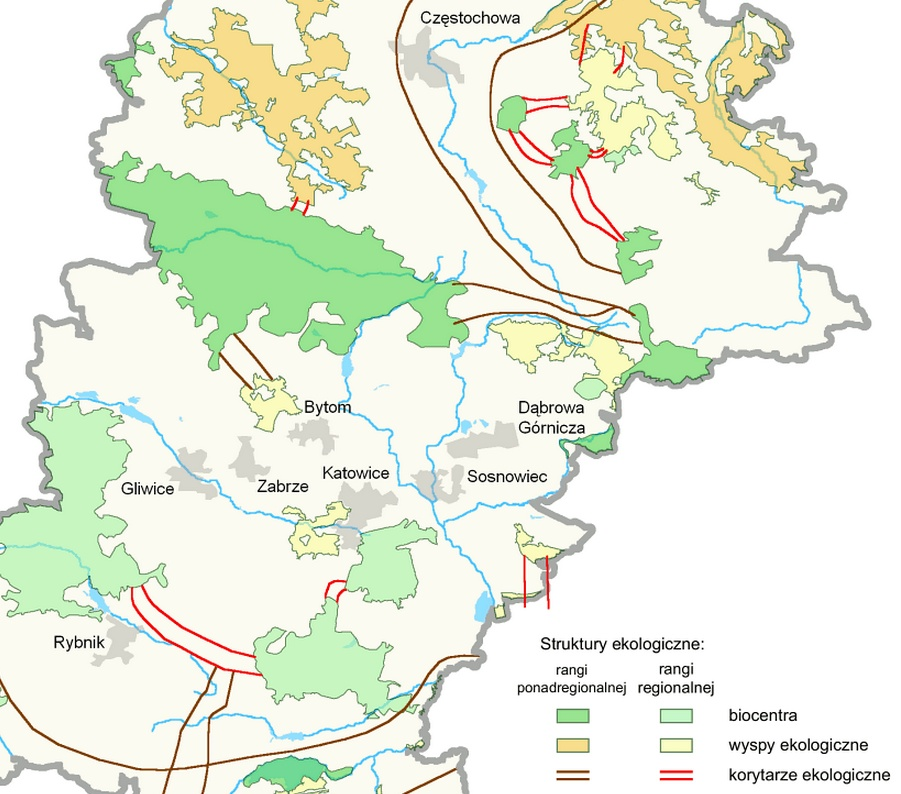 Częstochowa
Bytom
Dąbrowa
Górnicza
Gliwice
Zabrze
Katowice
Sosnowiec
Rybnik
Struktury ekologiczne:
rangi
ponadregionalnej
rangi
regionalnej
biocentra
wyspy ekologiczne
korytarze ekologiczne